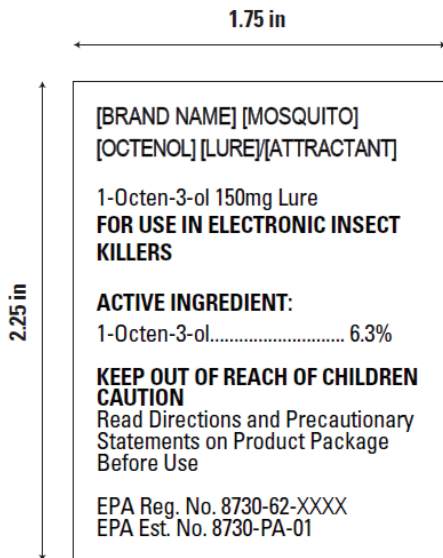 1.75 in
2.25 in
[BRAND NAME] [MOSQUITO]
[OCTENOL] [LURE]/[ATTRACTANT]
1-Octen-3-ol 150mg Lure
FOR USE IN ELECTRONIC INSECT
KILLERS
ACTIVE INGREDIENT:
1-Octen-3-ol............................ 6.3%
KEEP OUT OF REACH OF CHILDREN
CAUTION
Read Directions and Precautionary
Statements on Product Package
Before Use
EPA Reg. No. 8730-62-XXXX
EPA Est. No. 8730-PA-01